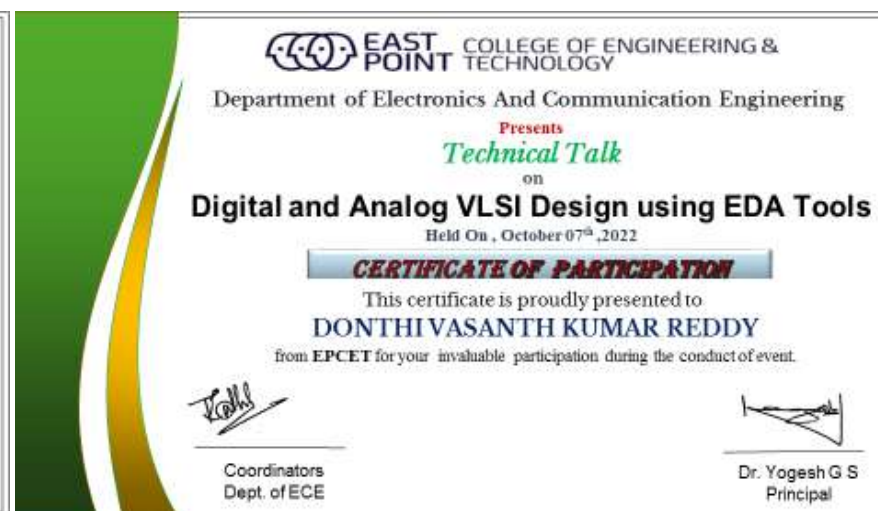 EAST POINT COLLEGE OF ENGINEERING & TECHNOLOGY
Department of Electronics And Communication Engineering
Presents
Technical Talk
on
Digital and Analog VLSI Design using EDA Tools
Held On , October 07th ,2022
CERTIFICATE OF PARTICIPATION
This certificate is proudly presented to
DONTHI VASANTH KUMAR REDDY
from EPCET for your invaluable participation during the conduct of event.
Coordinators
Dept. of ECE
Dr. Yogesh G S
Principal